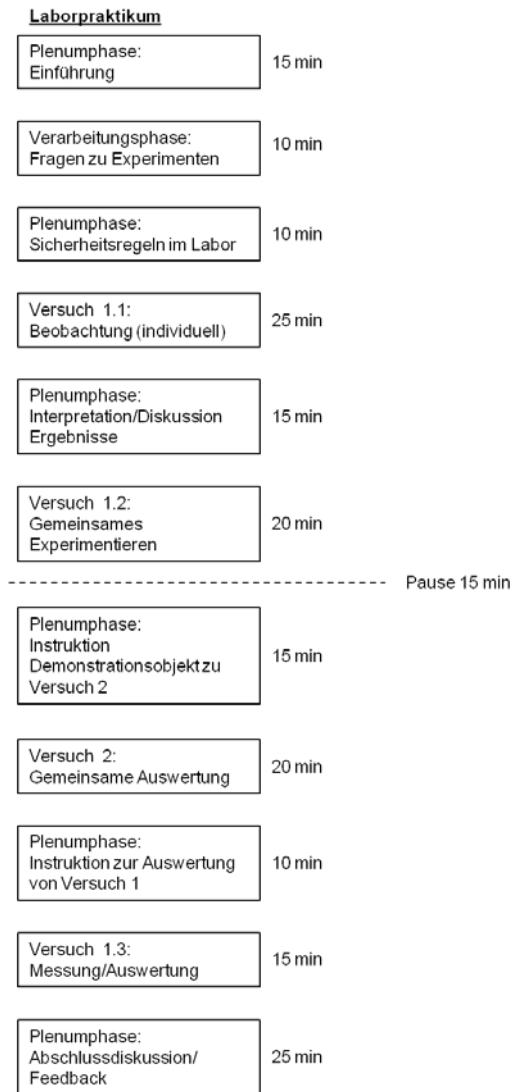 Laborpraktikum
Plenumphase:
Einführung
15 min
Verarbeitungsphase:
Fragen zu Experimenten
10 min
Plenumphase:
Sicherheitsregeln im Labor
10 min
Versuch 1.1:
Beobachtung (individuell)
25 min
Plenumphase:
Interpretation/Diskussion
Ergebnisse
15 min
Versuch 1.2:
Gemeinsames
Experimentieren
20 min
Pause 15 min
Plenumphase:
Instruktion
Demonstrationsobjekt zu
Versuch 2
15 min
Versuch 2:
Gemeinsame Auswertung
20 min
Plenumphase:
Instruktion zur Auswertung
von Versuch 1
10 min
Versuch 1.3:
Messung/Auswertung
15 min
Plenumphase:
Abschlussdiskussion/
Feedback
25 min